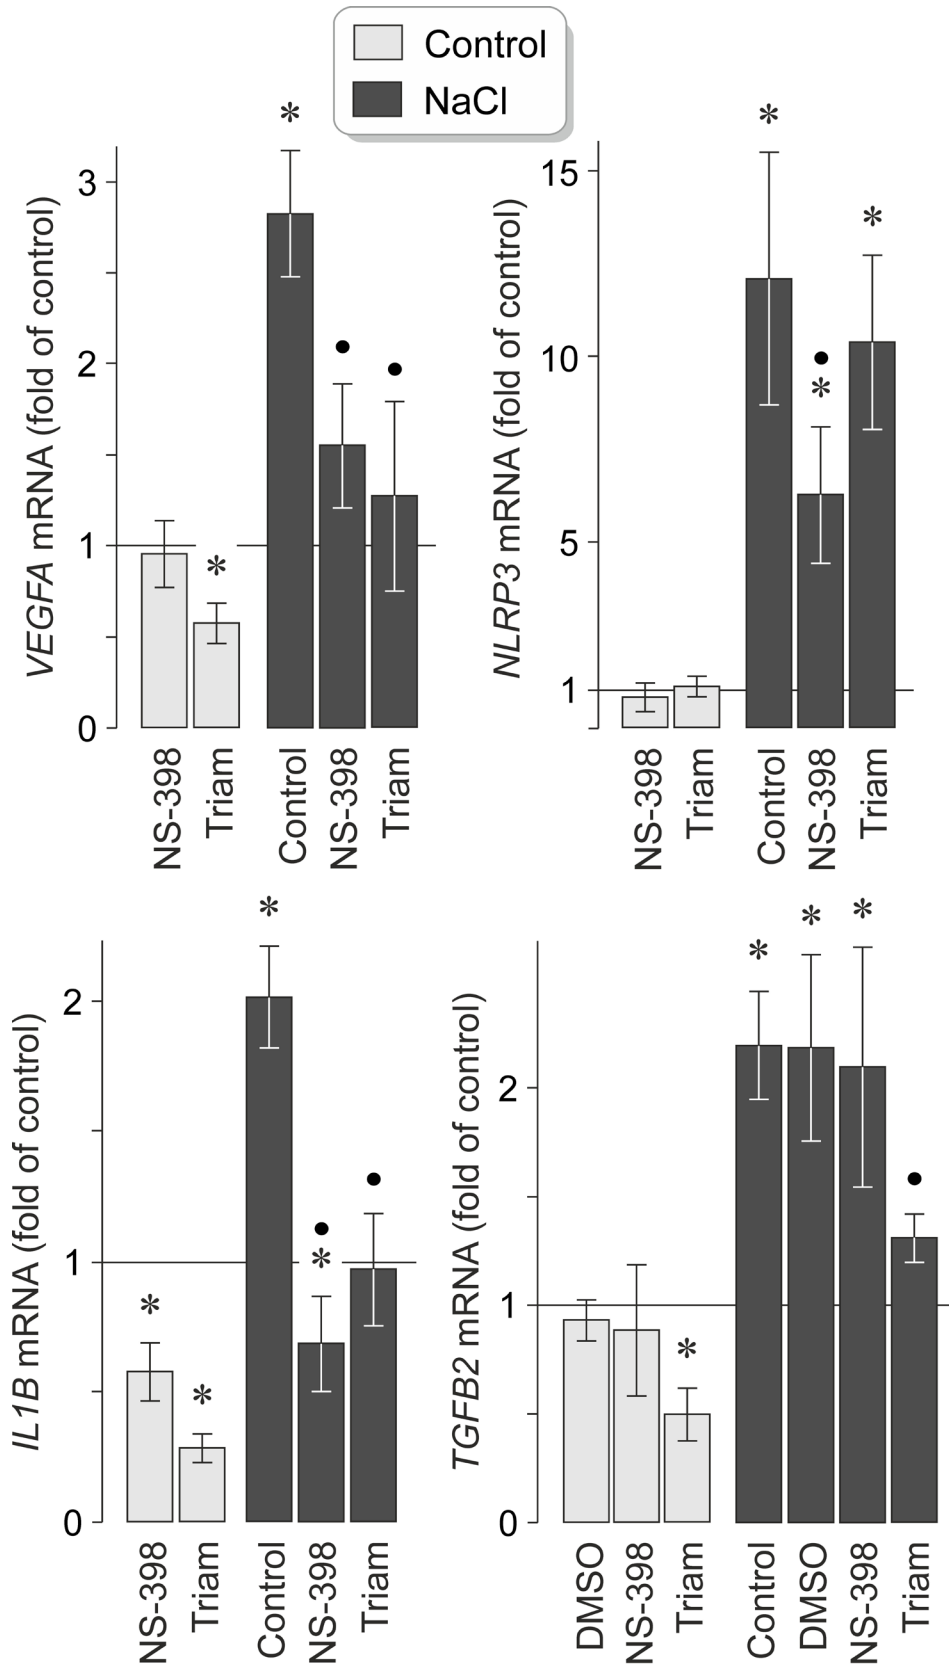 Control
NaCl
VEGFA mRNA (fold of control)
3
2
1
0
*
*
●
●
NS-398
Triam
Control
NS-398
Triam
NLRP3 mRNA (fold of control)
15
10
5
1
*
●
*
*
NS-398
Triam
Control
NS-398
Triam
IL1B mRNA (fold of control)
2
1
0
*
*
*
●
*
●
NS-398
Triam
Control
NS-398
Triam
TGFB2 mRNA (fold of control)
2
1
0
*
*
*
*
●
DMSO
NS-398
Triam
Control
DMSO
NS-398
Triam